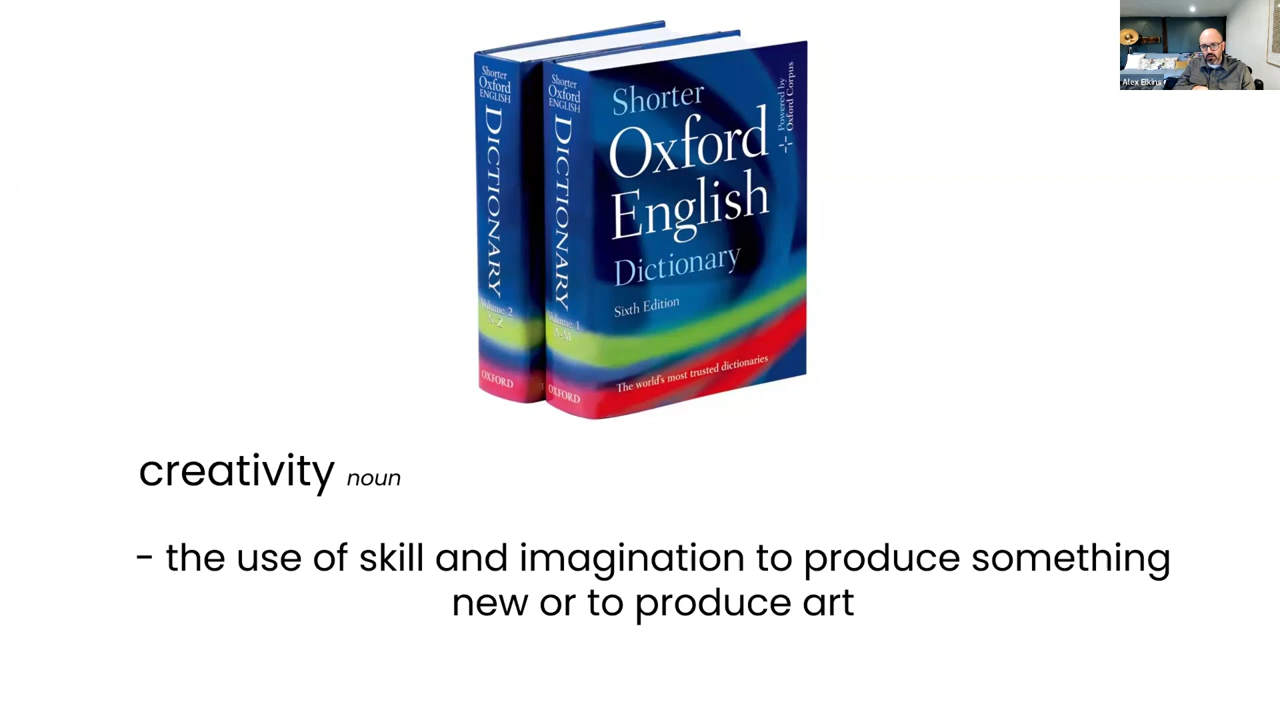 Shorter
Oxford
ENGLISH
DICTIONARY
Volume 2
N-Z
OXFORD
Shorter
Oxford
ENGLISH
DICTIONARY
Volume 1
A-M
OXFORD
Shorter
Oxford
English
Dictionary
Sixth Edition
The world's most trusted dictionaries
Powered by
Oxford Corpus
Alex Elkins
creativity noun
- the use of skill and imagination to produce something
new or to produce art